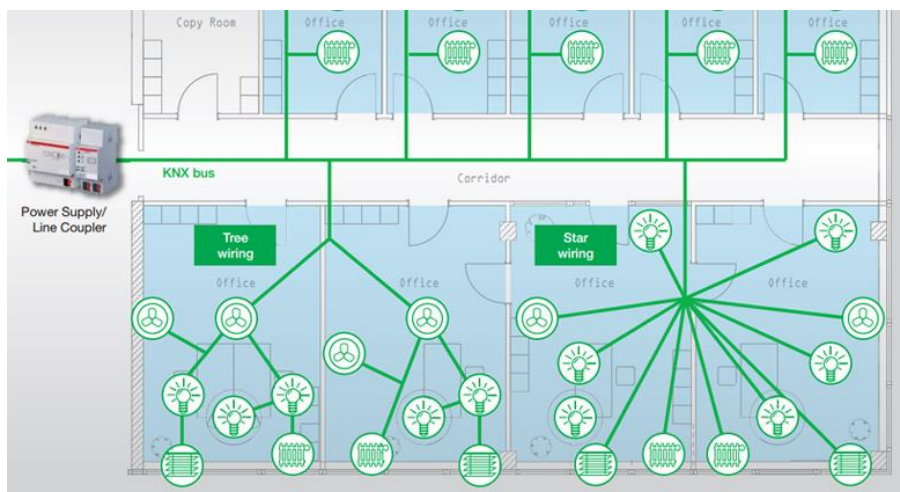 Copy Room
Office
Office
Office
Office
Office
KNX bus
Corridor
Power Supply/
Line Coupler
Tree
wiring
Star
wiring
Office
Office
Office
Office